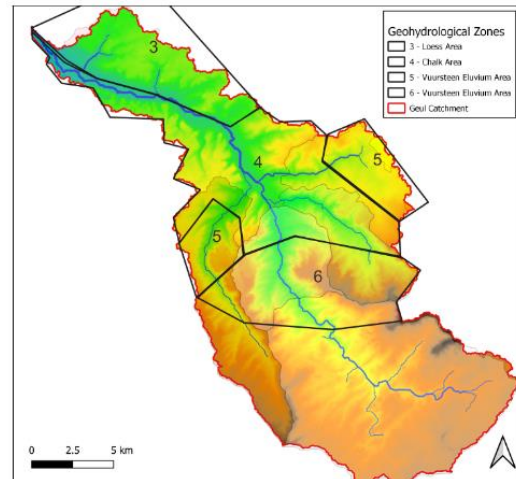 Geohydrological Zones
3 - Loess Area
4 - Chalk Area
5 - Vuursteen Eluvium Area
6 - Vuursteen Eluvium Area
Geul Catchment
3
4
5
5
6
0 2.5 5 km